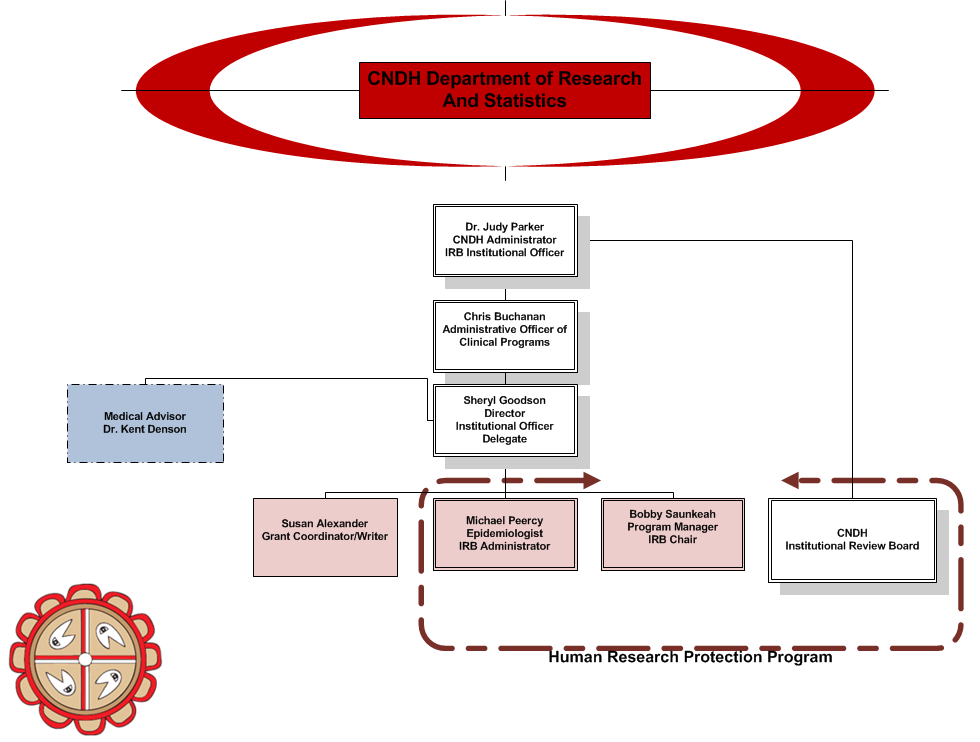 CNDH Department of Research
And Statistics
Dr. Judy Parker
CNDH Administrator
IRB Institutional Officer
Chris Buchanan
Administrative Officer of
Clinical Programs
Medical Advisor
Dr. Kent Denson
Sheryl Goodson
Director
Institutional Officer
Delegate
Susan Alexander
Grant Coordinator/Writer
Michael Peercy
Epidemiologist
IRB Administrator
Bobby Saunkeah
Program Manager
IRB Chair
CNDH
Institutional Review Board
Human Research Protection Program